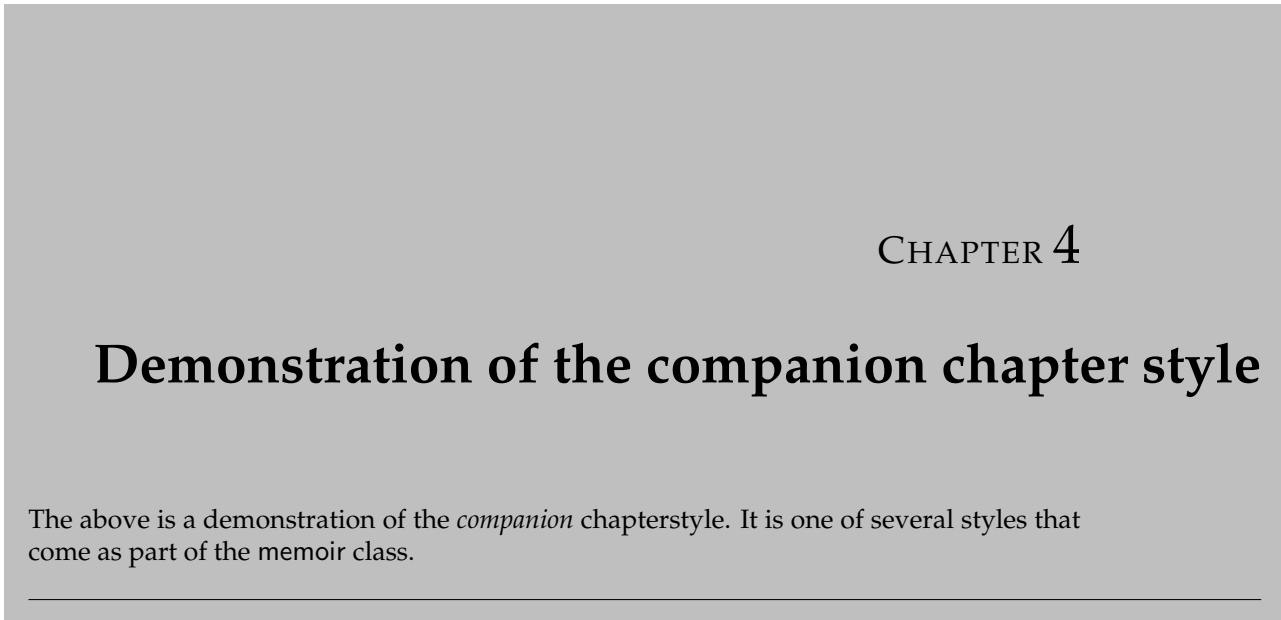 CHAPTER 4
Demonstration of the companion chapter style
The above is a demonstration of the companion chapterstyle. It is one of several styles that
come as part of the memoir class.